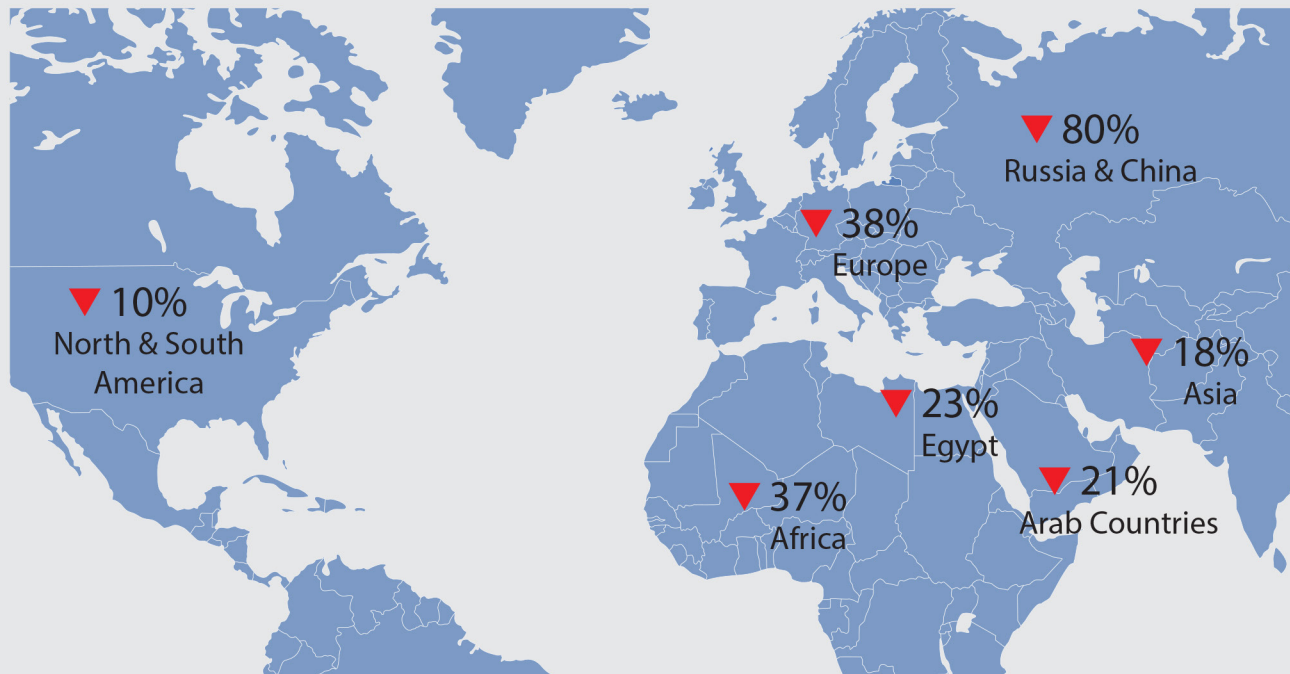 80%
Russia & China
38%
Europe
10%
North & South
America
18%
Asia
23%
Egypt
21%
Arab Countries
37%
Africa